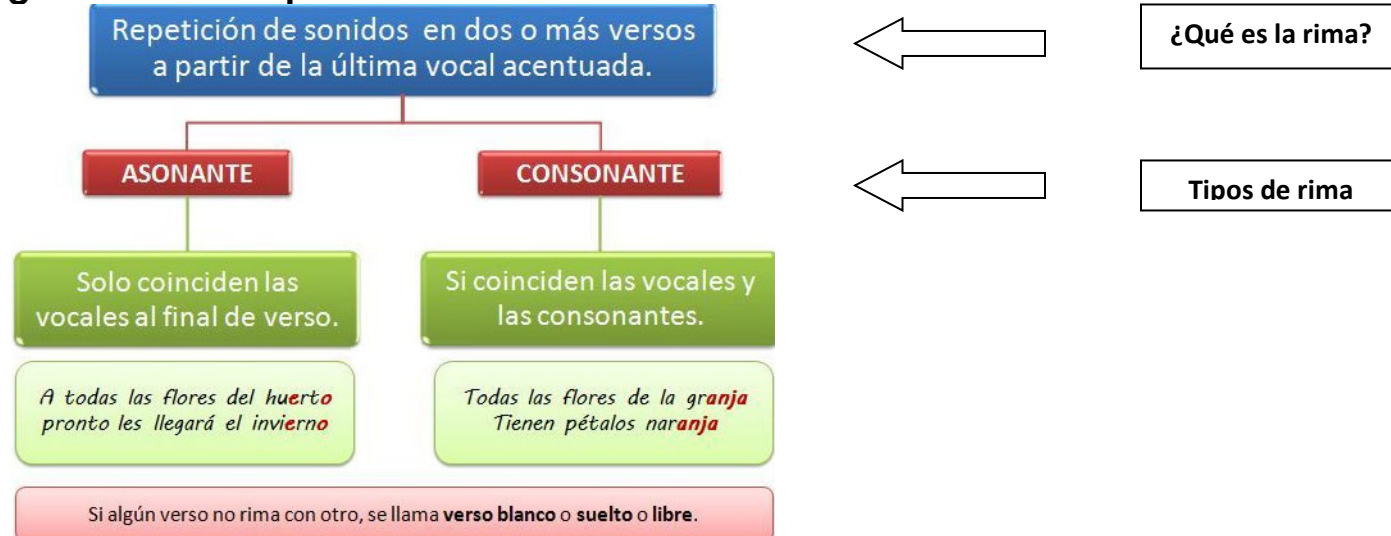 Repetición de sonidos en dos o más versos
a partir de la última vocal acentuada.
¿Qué es la rima?
ASONANTE
CONSONANTE
Tipos de rima
Solo coinciden las
vocales al final de verso.
Si coinciden las vocales y
las consonantes.
A todas las flores del huerto
pronto les llegará el invierno
Todas las flores de la granja
Tienen pétalos naranja
Si algún verso no rima con otro, se llama verso blanco o suelto o libre.